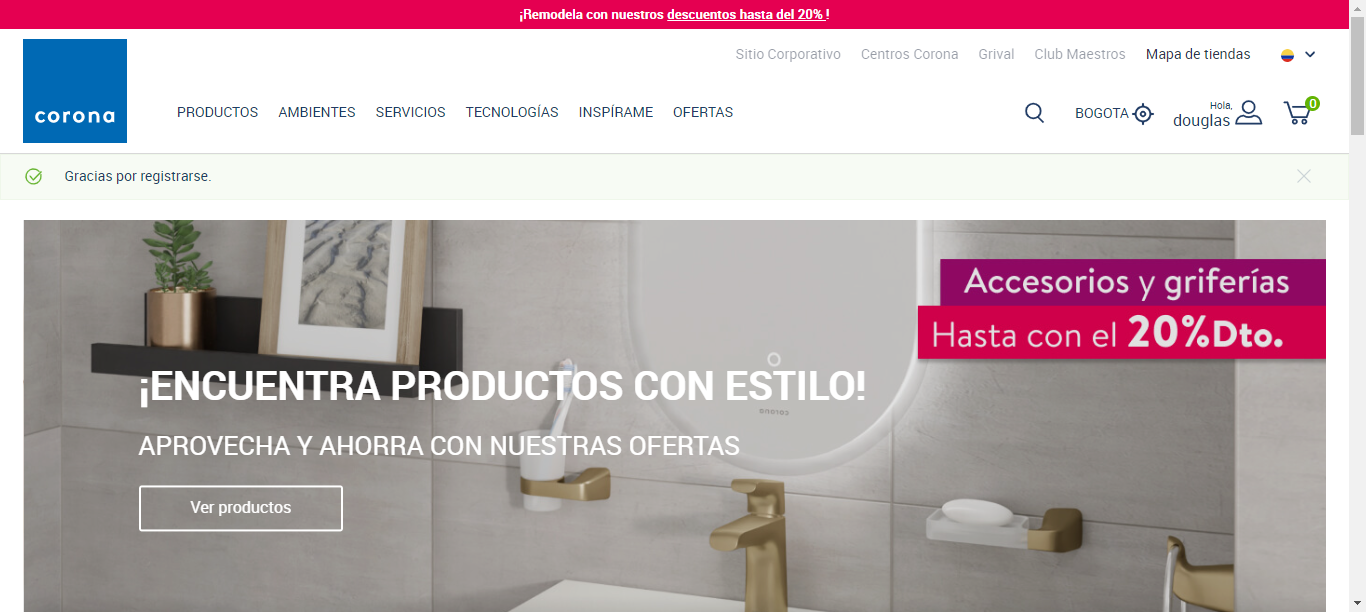 ¡Remodela con nuestros descuentos hasta del 20% !
Sitio Corporativo Centros Corona Grival Club Maestros Mapa de tiendas
corona
PRODUCTOS AMBIENTES SERVICIOS TECNOLOGÍAS INSPÍRAME OFERTAS
BOGOTA
Hola,
douglas
0
Gracias por registrarse.
Accesorios y griferías
Hasta con el 20%Dto.
¡ENCUENTRA PRODUCTOS CON ESTILO!
corona
APROVECHA Y AHORRA CON NUESTRAS OFERTAS
Ver productos